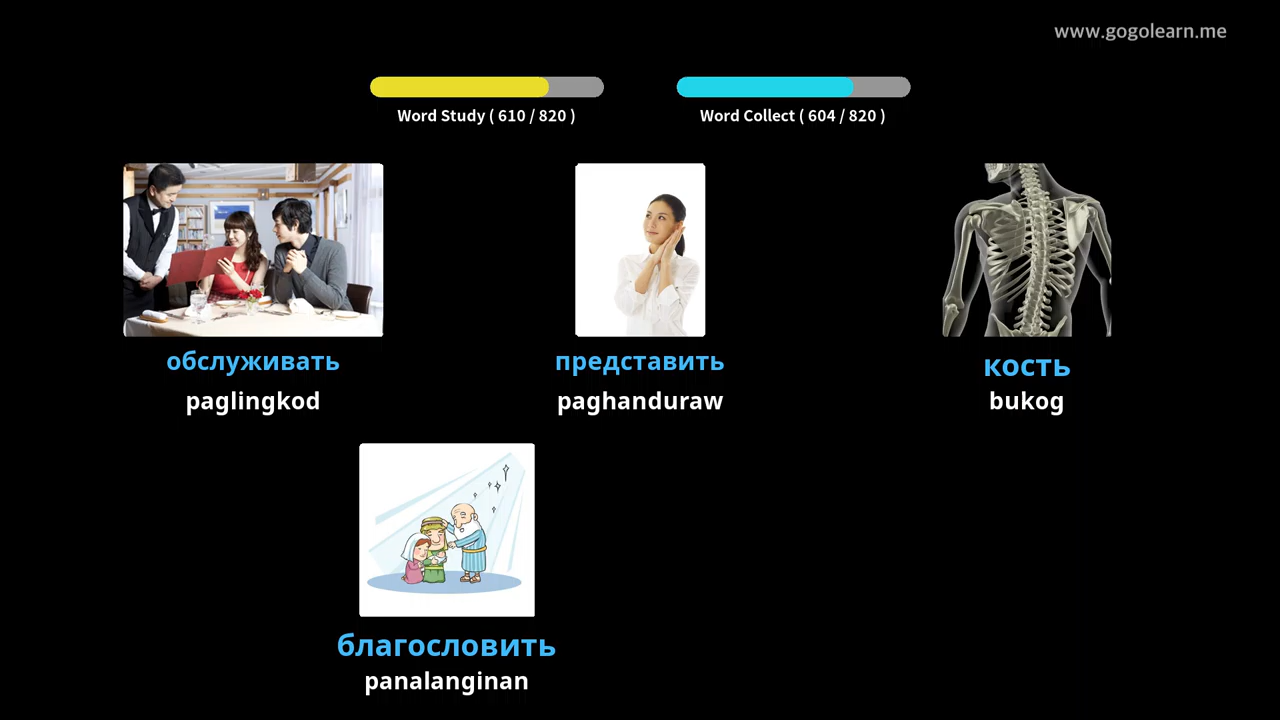 www.gogolearn.me
Word Study ( 610 / 820 )
Word Collect ( 604 / 820 )
обслуживать
paglingkod
представить
paghanduraw
кость
bukog
благословить
panalanginan